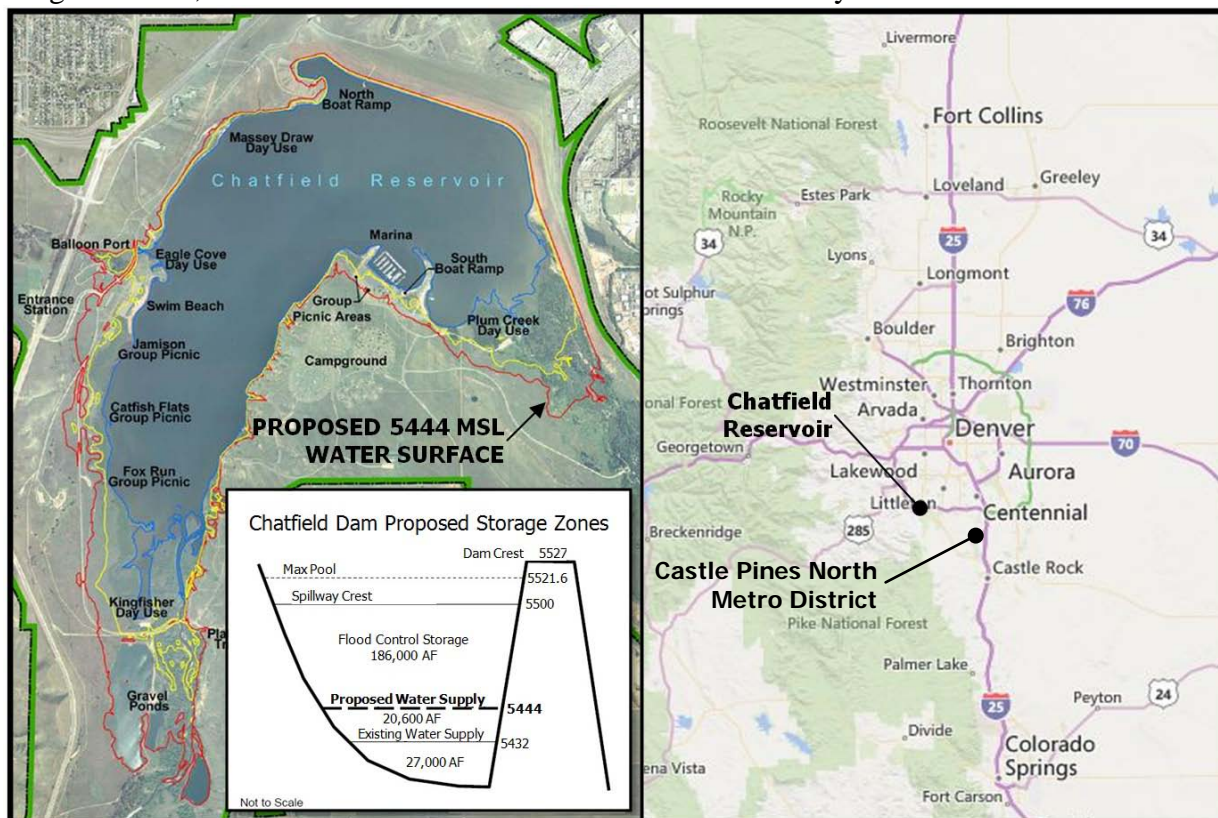 North
Boat Ramp
Massey Draw
Day Use
Chatfield Reservoir
Balloon Port
Eagle Cove
Day Use
Marina
South
Boat Ramp
Entrance
Station
Swim Beach
Group
Picnic Areas
Plum Creek
Day Use
Jamison
Group Picnic
Campground
Catfish Flats
Group Picnic
PROPOSED 5444 MSL
WATER SURFACE
Fox Run
Group Picnic
Kingfisher
Day Use
Gravel
Ponds
Chatfield Dam Proposed Storage Zones
Dam Crest 5527
Max Pool
5521.6
Spillway Crest
5500
Flood Control Storage
186,000 AF
Proposed Water Supply
5444
20,600 AF
Existing Water Supply
5432
27,000 AF
Not to Scale
Livermore
Fort Collins
Roosevelt National Forest
Greeley
Loveland
Rocky
Mountain
N.P.
Estes Park
34
25
34
Lyons
Longmont
76
Boulder
Brighton
Westminster
Thornton
Arvada
Chatfield
Reservoir
Denver
70
Georgetown
Lakewood
Aurora
Littleton
Centennial
285
Breckenridge
Castle Pines North
Metro District
Castle Rock
Pike National Forest
Palmer Lake
Peyton
24
25
Divide
Colorado
Springs
Fort Carson